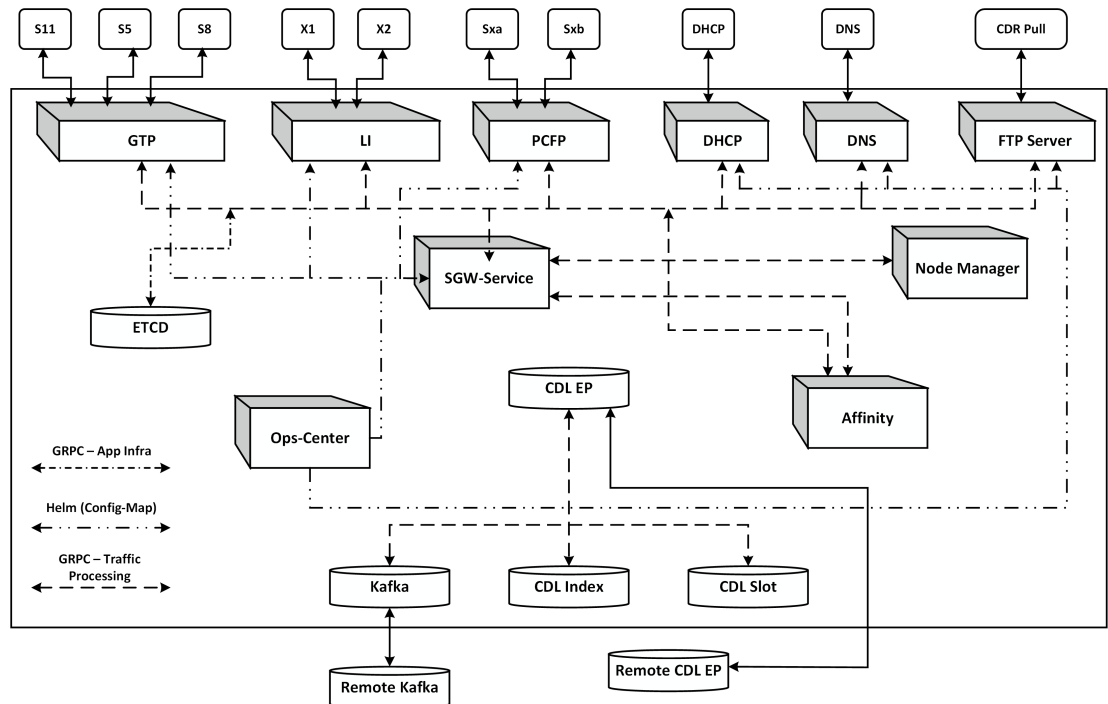 S11
S5
S8
X1
X2
Sxa
Sxb
DHCP
DNS
CDR Pull
GTP
LI
PCFP
DHCP
DNS
FTP Server
SGW-Service
Node Manager
ETCD
CDL EP
Ops-Center
Affinity
GRPC – App Infra
Helm (Config-Map)
GRPC – Traffic
Processing
Kafka
CDL Index
CDL Slot
Remote Kafka
Remote CDL EP